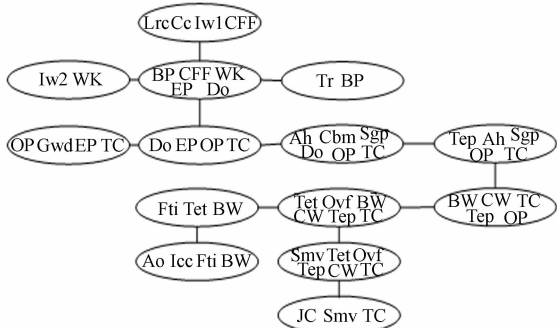 Lrc Cc Iw1 CFF
Iw2 WK
BP CFF WK
EP Do
Tr BP
OP Gwd EP TC
Do EP OP TC
Ah Cbm Sgp
Do OP TC
Tep Ah Sgp
OP TC
Fti Tet BW
Tet Ovf BW
CW Tep TC
BW CW TC
Tep OP
Ao Icc Fti BW
Smv Tet Ovf
Tep CW TC
JC Smv TC